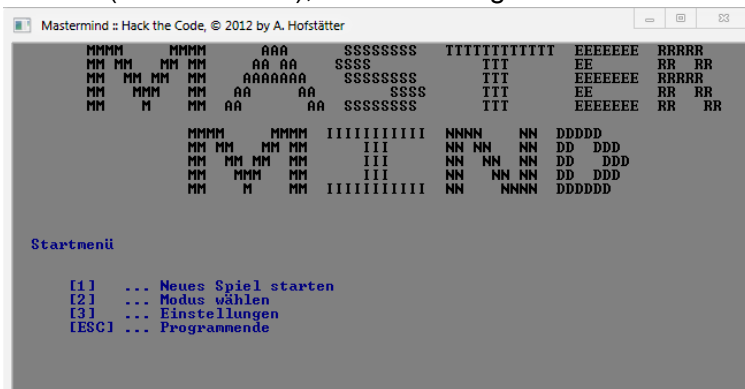 Mastermind :: Hack the Code, © 2012 by A. Hofstätter
MASTER
MIND
Startmenü
[1] ... Neues Spiel starten
[2] ... Modus wählen
[3] ... Einstellungen
[ESC] ... Programmende